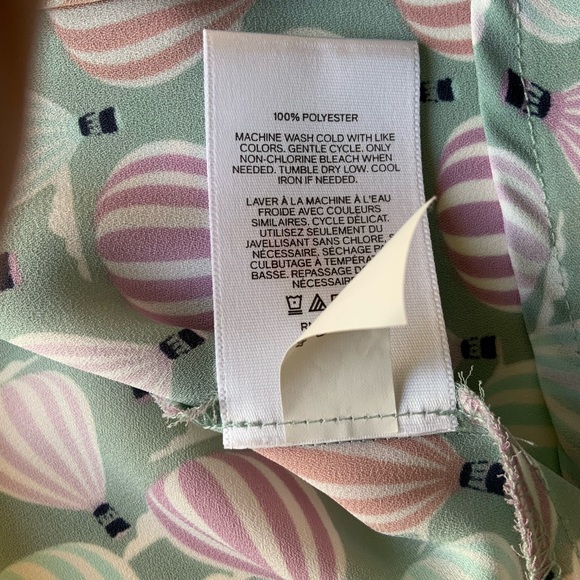 100% POLYESTER
MACHINE WASH COLD WITH LIKE
COLORS. GENTLE CYCLE. ONLY
NON-CHLORINE BLEACH WHEN
NEEDED. TUMBLE DRY LOW. COOL
IRON IF NEEDED.
LAVER À LA MACHINE À L'EAU
FROIDE AVEC COULEURS
SIMILAIRES. CYCLE DÉLICAT.
UTILISEZ SEULEMENT DU
JAVELLISANT SANS CHLORE, S
NÉCESSAIRE, SÉCHAGE PA
CULBUTAGE À TEMPÉRAT
BASSE. REPASSAGE D
NÉCESSAIR